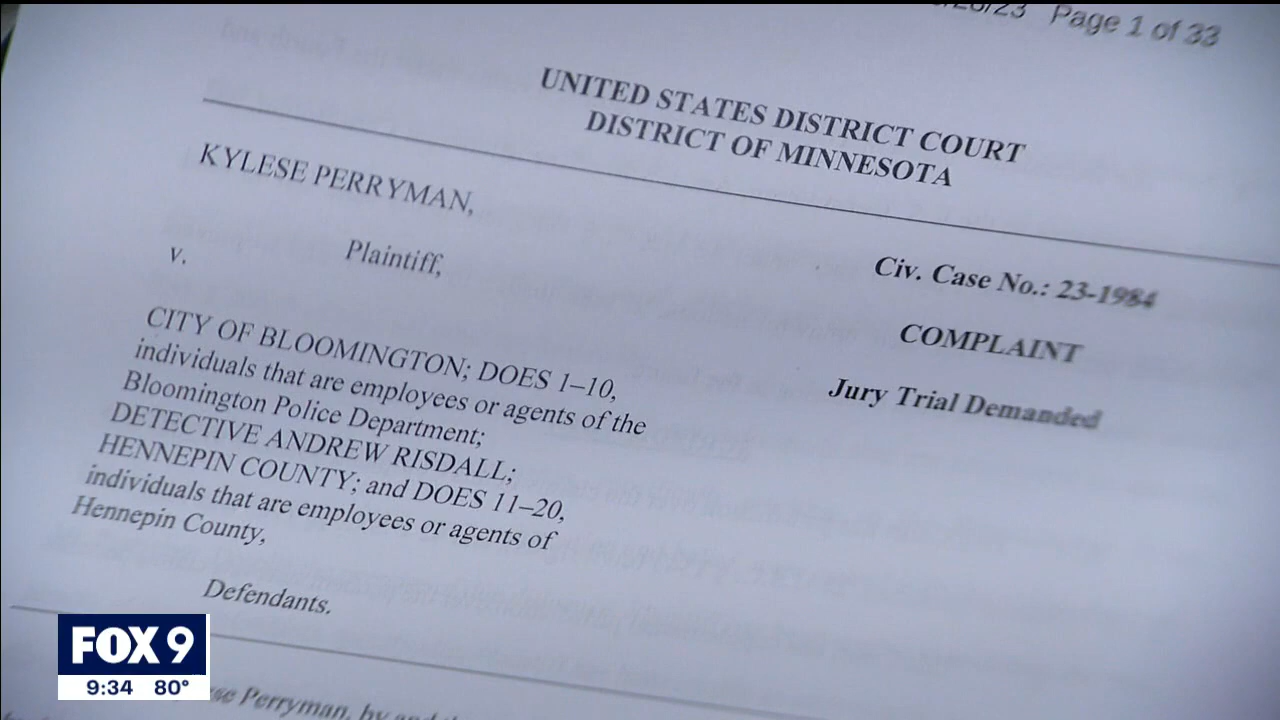 Page 1 of 33
UNITED STATES DISTRICT COURT
DISTRICT OF MINNESOTA
KYLESE PERRYMAN,
Plaintiff,
v.
Civ. Case No.: 23-1984
COMPLAINT
Jury Trial Demanded
CITY OF BLOOMINGTON; DOES 1–10,
individuals that are employees or agents of the
Bloomington Police Department;
DETECTIVE ANDREW RISDALL;
HENNEPIN COUNTY; and DOES 11–20,
individuals that are employees or agents of
Hennepin County,
Defendants.
Perryman, by and
FOX 9
9:34 80°